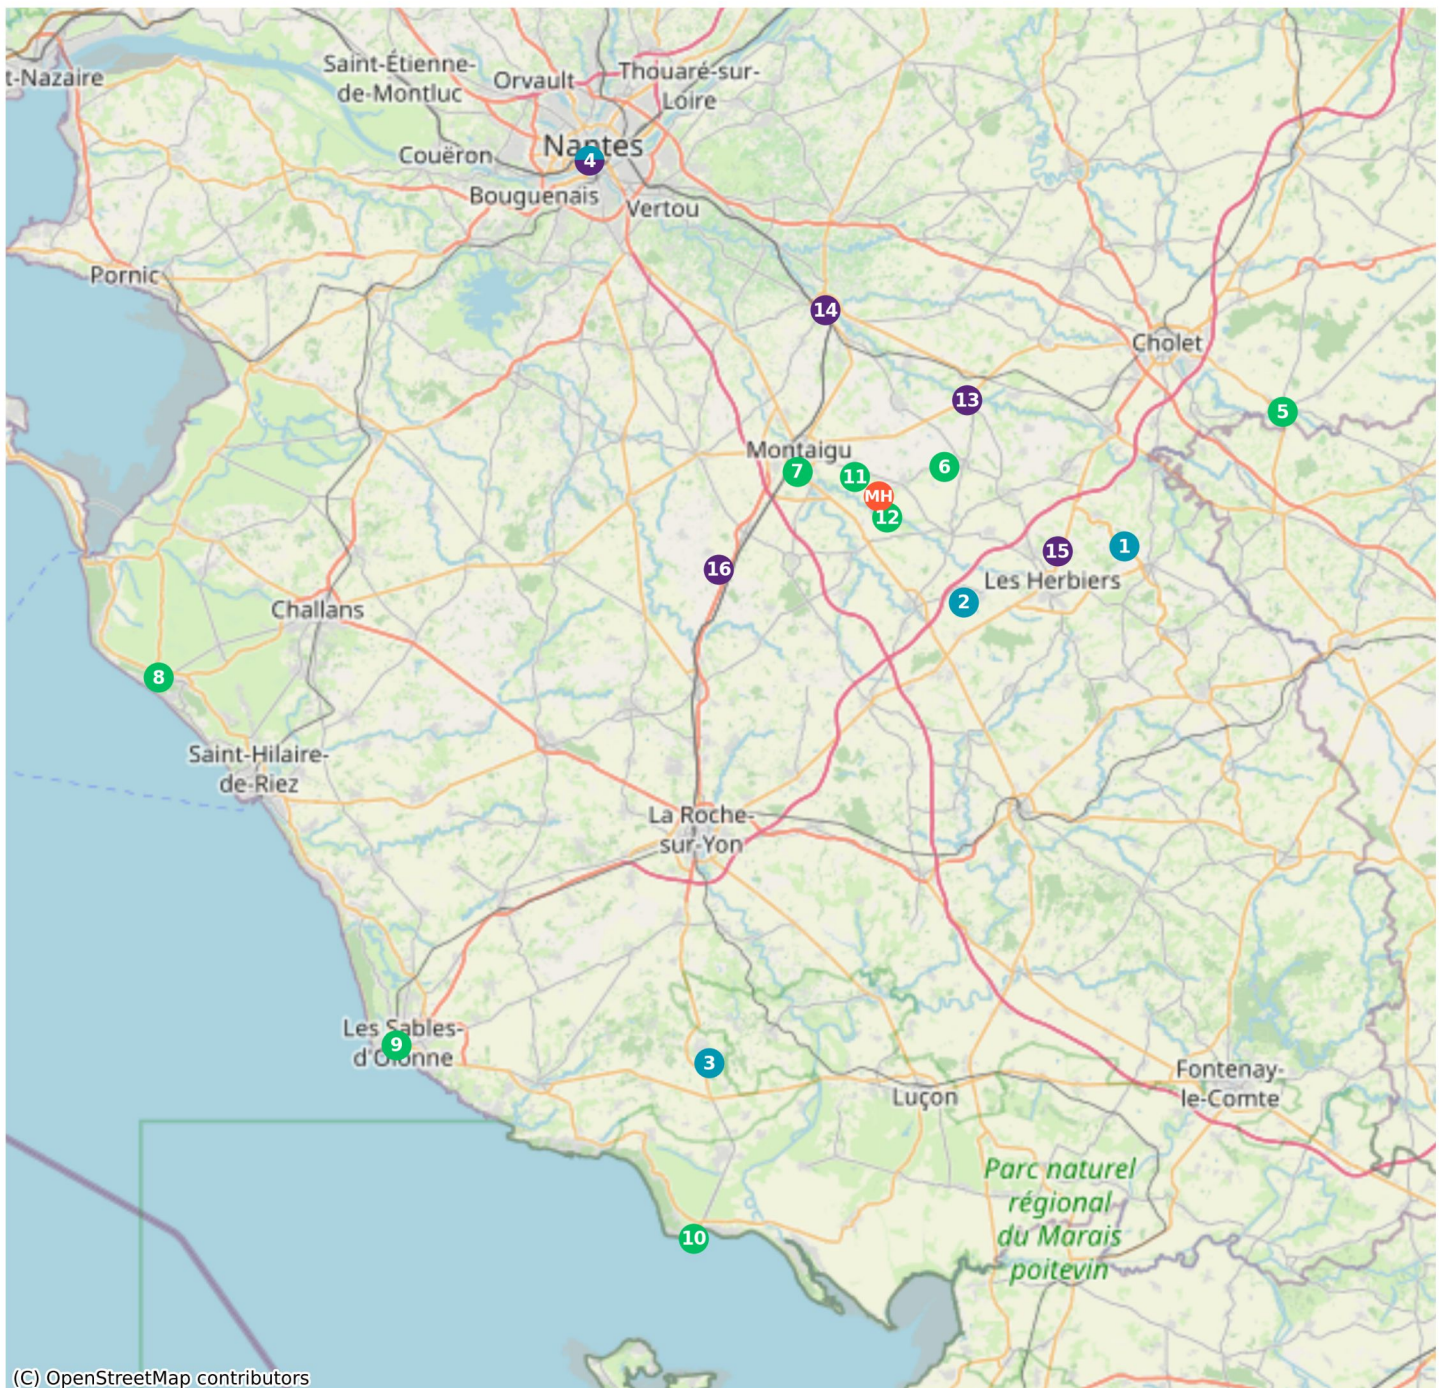 Saint-Étienne-
de-Montluc
Orvault
Thouaré-sur-
Loire
t-Nazaire
Couëron
Nantes
4
Bouguenais
Vertou
Pornic
14
Cholet
13
5
Montaigu
7
11
6
MH
12
16
15
1
Les Herbiers
2
Challans
8
Saint-Hilaire-
de-Riez
La Roche-
sur-Yon
Les Sables-
d'Olonne
9
3
Luçon
Fontenay-
le-Comte
Parc naturel
régional
du Marais
poitevin
10
(C) OpenStreetMap contributors